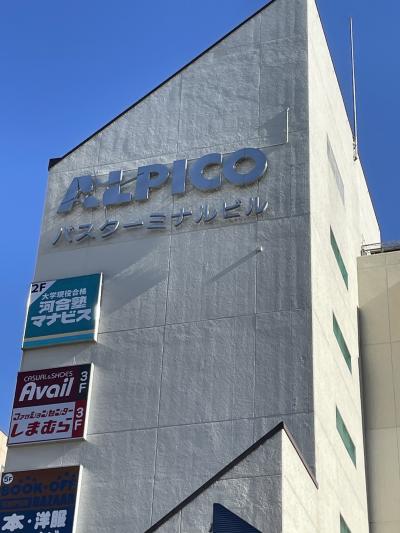 ALPICO
バスターミナルビル
2F
大学現役合格
河合塾
マナビス
CASUAL&SHOES
Avail 3F
ファッションセンター
しまむら 3F
5F
BOOK-OFF
本・洋服